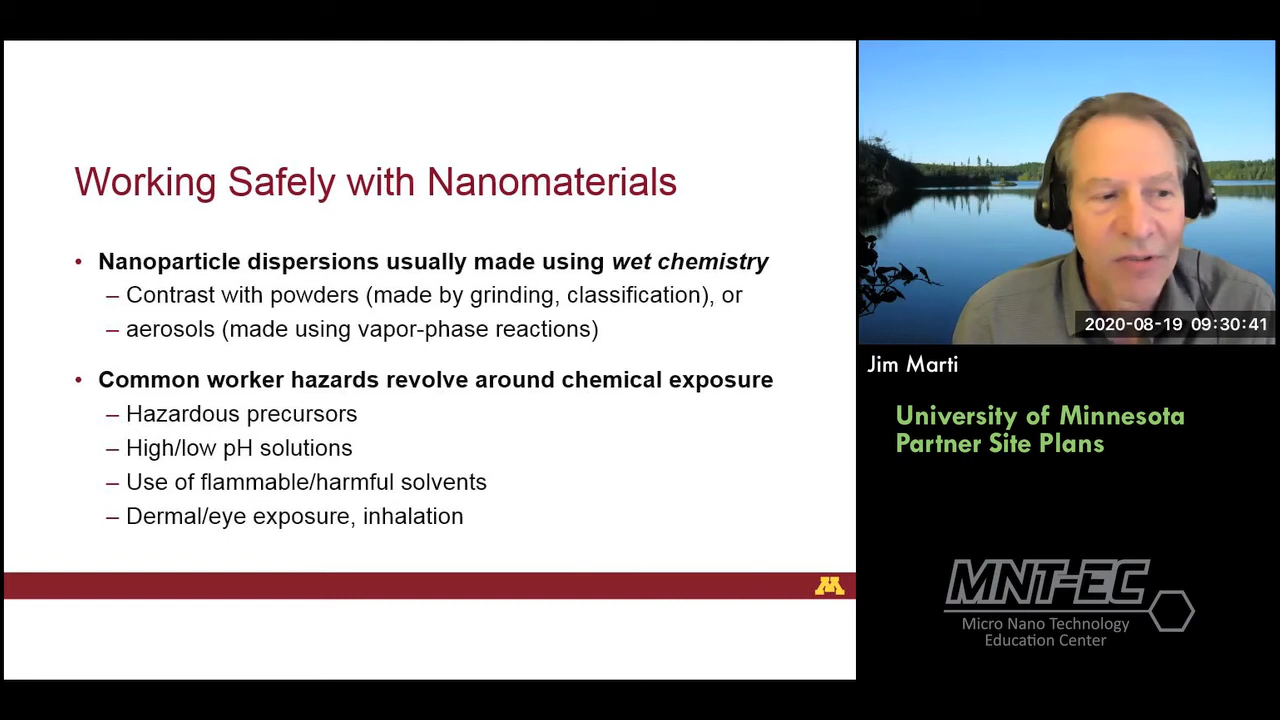 Working Safely with Nanomaterials
• Nanoparticle dispersions usually made using wet chemistry
– Contrast with powders (made by grinding, classification), or
– aerosols (made using vapor-phase reactions)
• Common worker hazards revolve around chemical exposure
– Hazardous precursors
– High/low pH solutions
– Use of flammable/harmful solvents
– Dermal/eye exposure, inhalation
M
2020-08-19 09:30:41
Jim Marti
University of Minnesota
Partner Site Plans
MNT-EC
Micro Nano Technology
Education Center